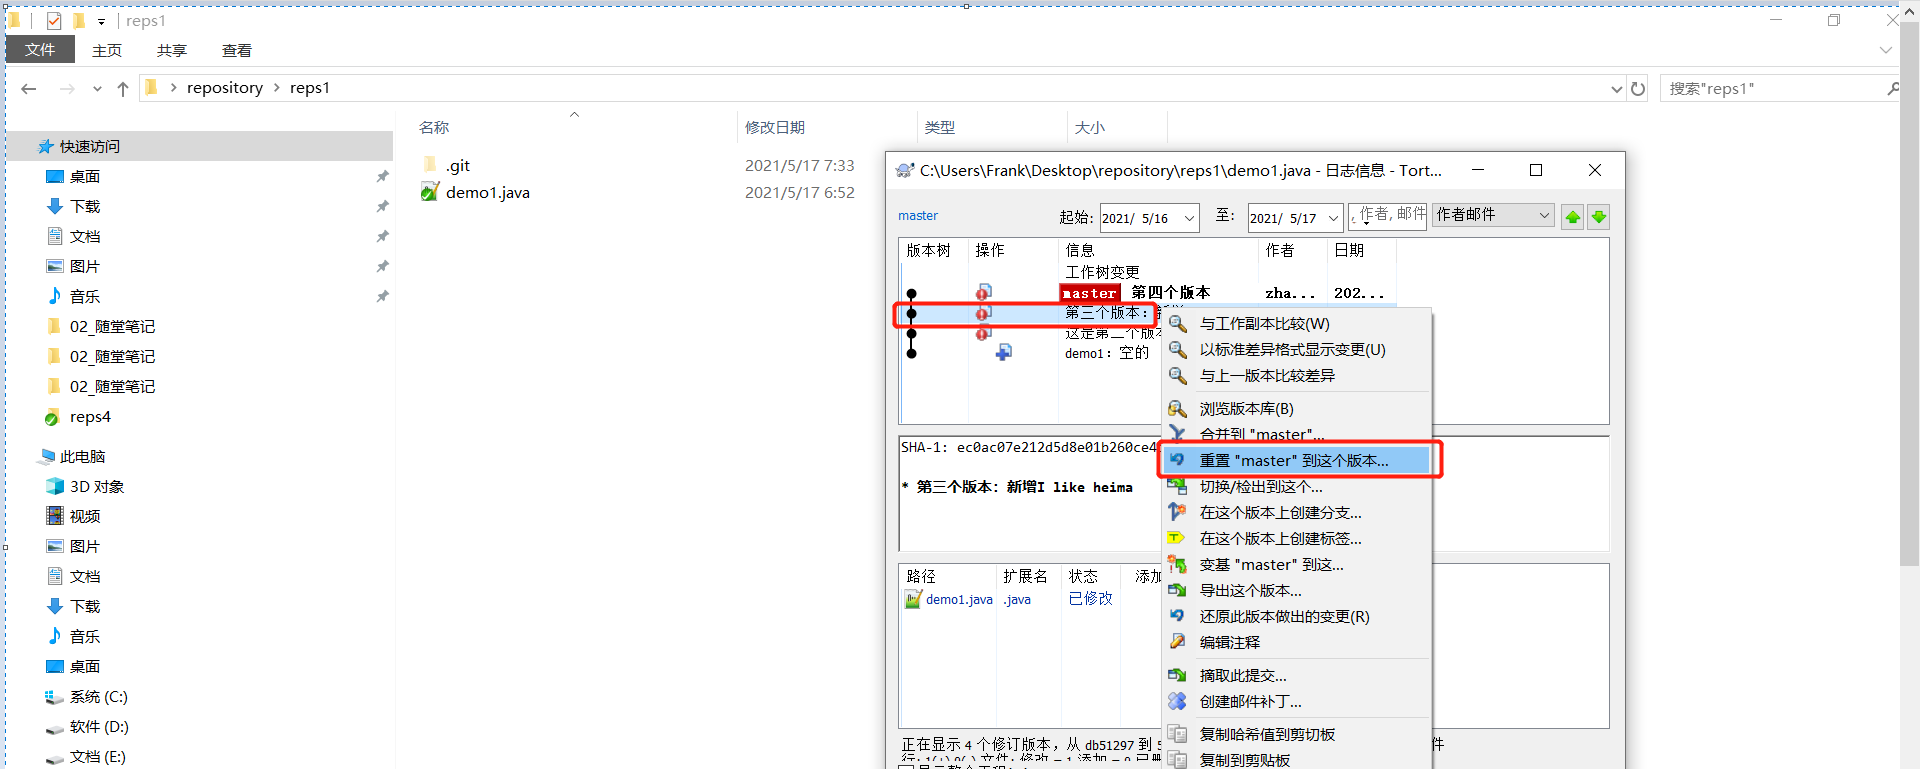 reps1
文件 主页 共享 查看
repository reps1 搜索"reps1"
名称 修改日期 类型 大小
快速访问
桌面
下载
文档
图片
音乐
02_随堂笔记
02_随堂笔记
02_随堂笔记
reps4
此电脑
3D 对象
视频
图片
文档
下载
音乐
桌面
系统 (C:)
软件 (D:)
文档 (E:)
.git 2021/5/17 7:33
demo1.java 2021/5/17 6:52
C:\Users\Frank\Desktop\repository\reps1\demo1.java - 日志信息 - Tort...
master 起始: 2021/ 5/16 至: 2021/ 5/17 作者, 邮件 作者邮件
版本树 操作 信息 作者 日期
工作树变更
master 第四个版本 zha... 202...
第三个版本:
这是第二个版本
demo1: 空的
SHA-1: ec0ac07e212d5d8e01b260ce4
* 第三个版本: 新增I like heima
路径 扩展名 状态 添加
demo1.java .java 已修改
正在显示 4 个修订版本，从 db51297 到 5 件
与工作副本比较(W)
以标准差异格式显示变更(U)
与上一版本比较差异
浏览版本库(B)
合并到 "master"...
重置 "master" 到这个版本...
切换/检出到这个...
在这个版本上创建分支...
在这个版本上创建标签...
变基 "master" 到这...
导出这个版本...
还原此版本做出的变更(R)
编辑注释
摘取此提交...
创建邮件补丁...
复制哈希值到剪切板
复制到剪贴板